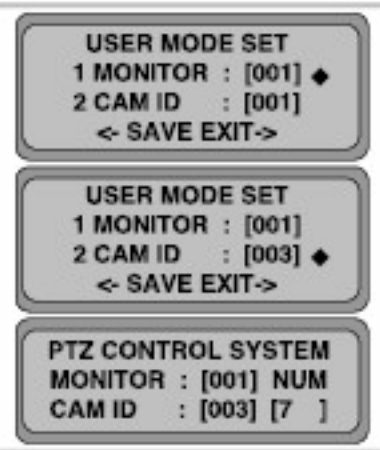 USER MODE SET
1 MONITOR : [001] ◆
2 CAM ID : [001]
<- SAVE EXIT->
USER MODE SET
1 MONITOR : [001]
2 CAM ID : [003] ◆
<- SAVE EXIT->
PTZ CONTROL SYSTEM
MONITOR : [001] NUM
CAM ID : [003] [7 ]